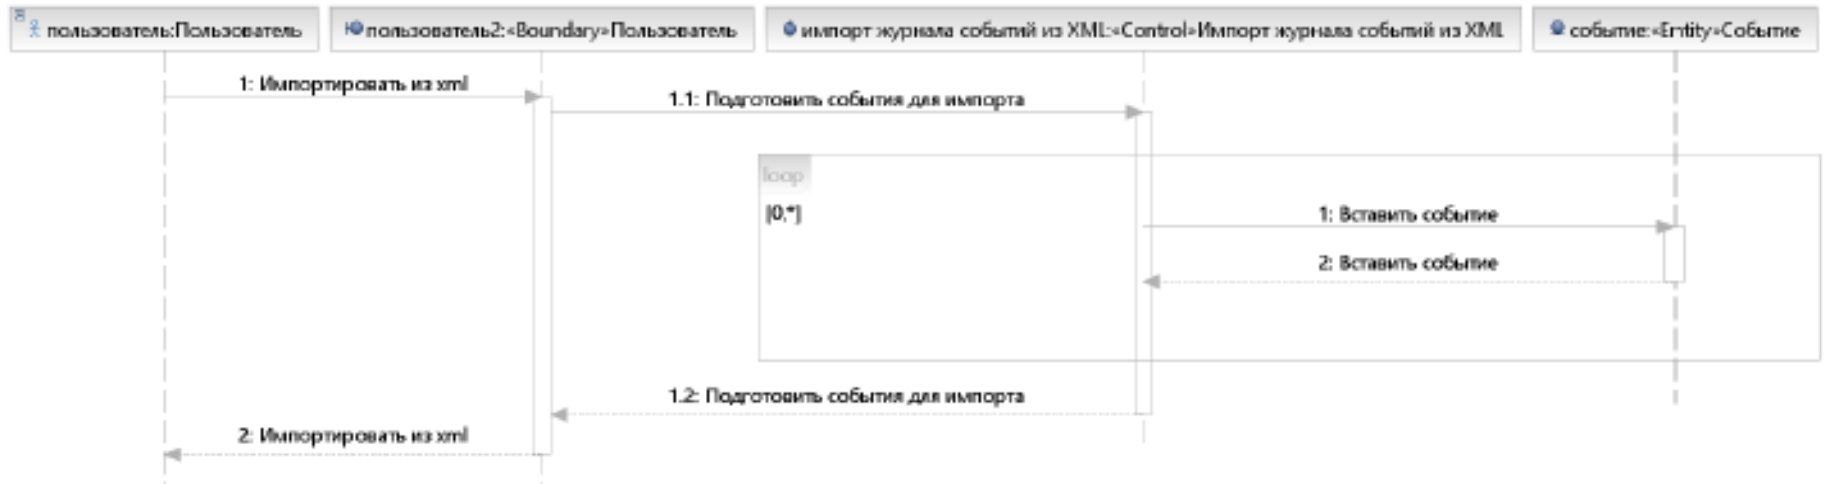 пользователь:Пользователь
пользователь2:«Boundary»Пользователь
импорт журнала событий из XML:«Control»Импорт журнала событий из XML
событие:«Entity»Событие
1: Импортировать из xml
1.1: Подготовить события для импорта
loop
[0,*]
1: Вставить событие
2: Вставить событие
1.2: Подготовить события для импорта
2: Импортировать из xml